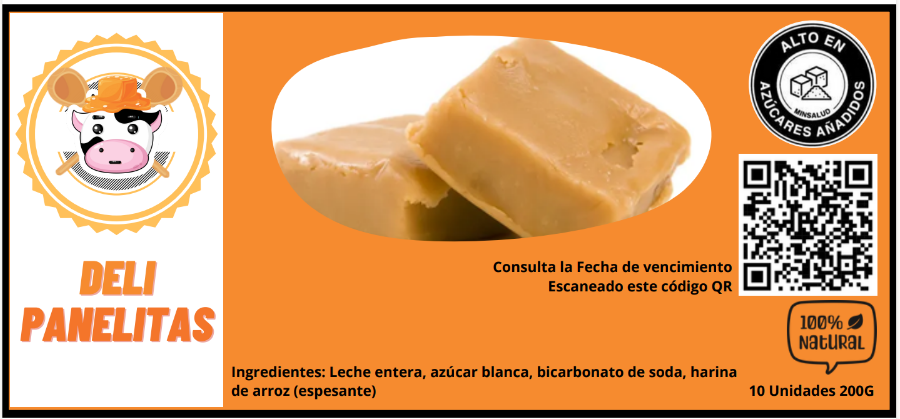 DELI
PANELITAS
ALTO EN
AZÚCARES AÑADIDOS
MINSALUD
Consulta la Fecha de vencimiento
Escaneado este código QR
100%
NaturaL
Ingredientes: Leche entera, azúcar blanca, bicarbonato de soda, harina
de arroz (espesante)
10 Unidades 200G